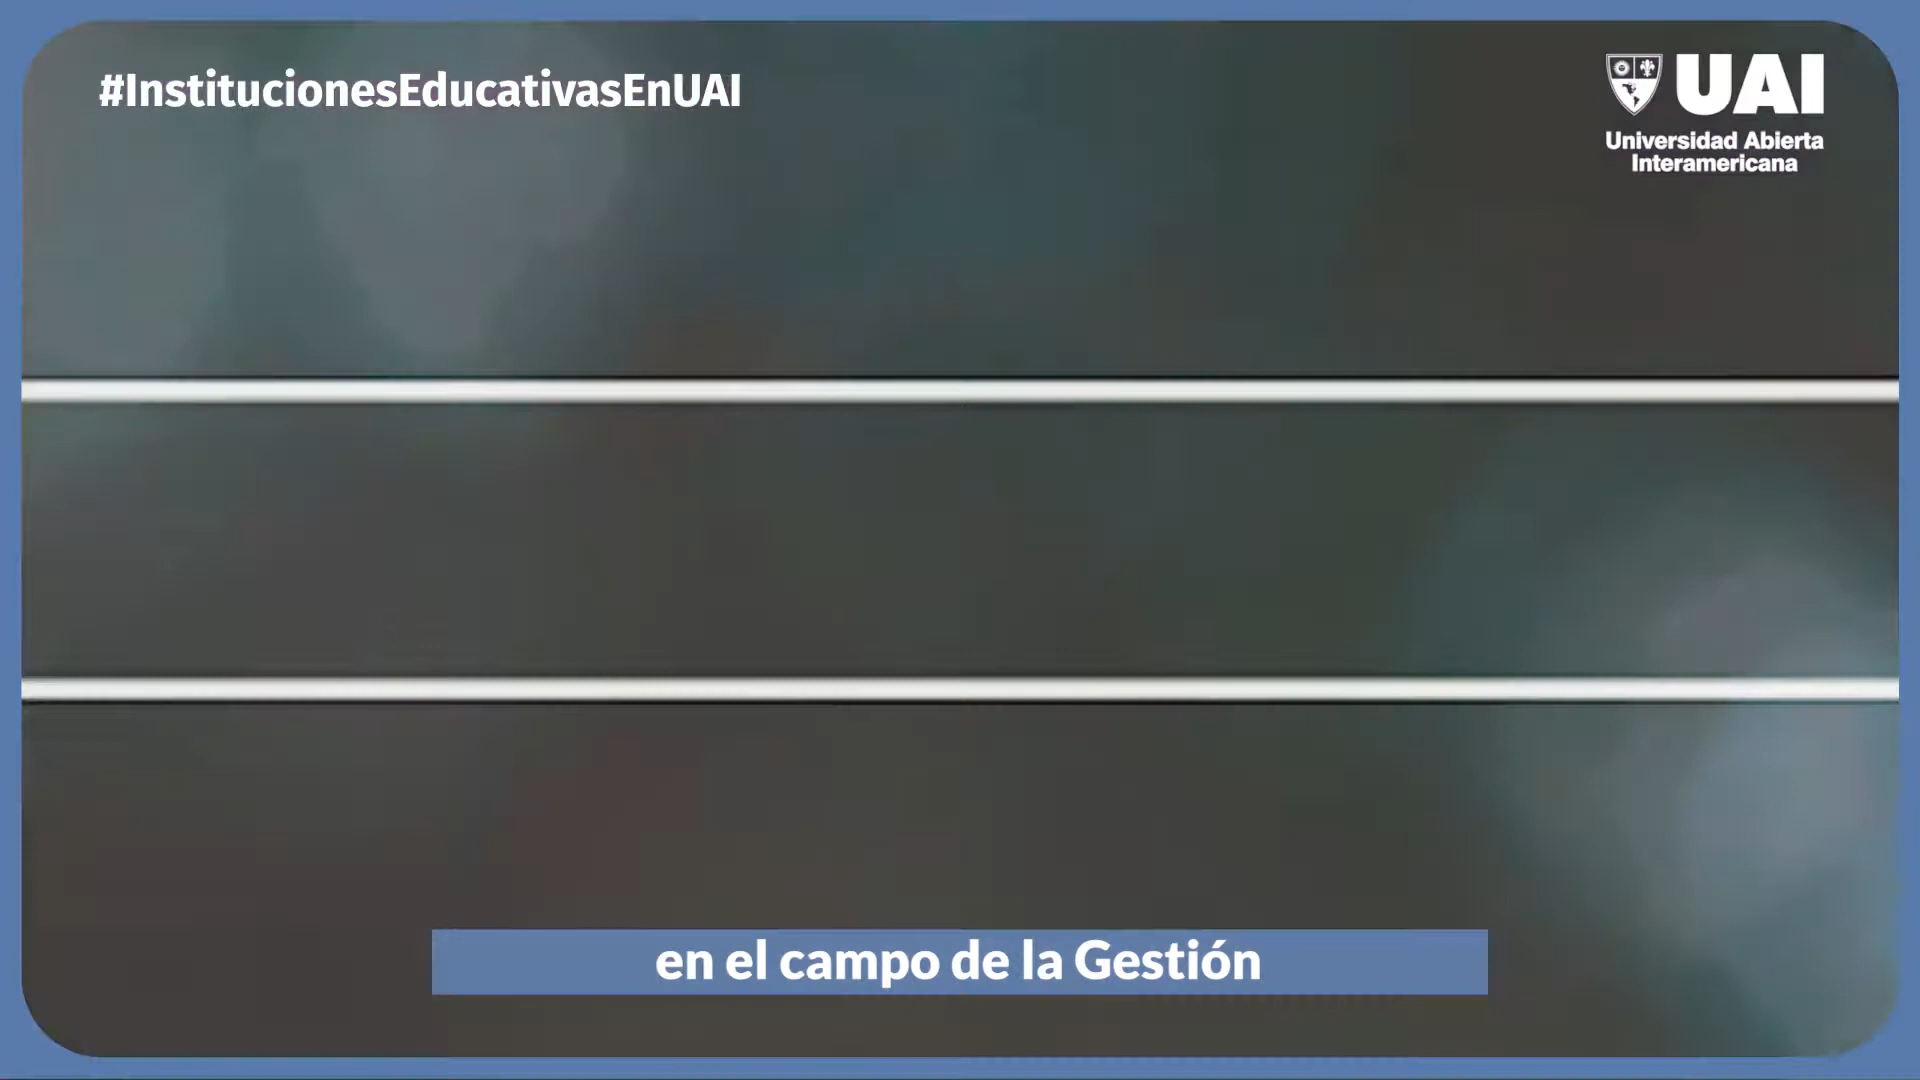 #InstitucionesEducativasEnUAI
UAI
Universidad Abierta
Interamericana
en el campo de la Gestión